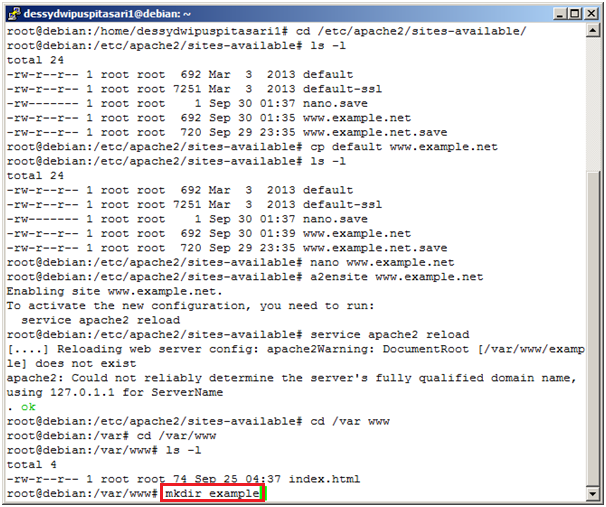 dessydwipuspitasari1@debian: ~
root@debian:/home/dessydwipuspitasari1# cd /etc/apache2/sites-available/
root@debian:/etc/apache2/sites-available# ls -l
total 24
-rw-r--r-- 1 root root  692 Mar  3  2013 default
-rw-r--r-- 1 root root 7251 Mar  3  2013 default-ssl
-rw------- 1 root root    1 Sep 30 01:37 nano.save
-rw-r--r-- 1 root root  692 Sep 30 01:35 www.example.net
-rw-r--r-- 1 root root  720 Sep 29 23:35 www.example.net.save
root@debian:/etc/apache2/sites-available# cp default www.example.net
root@debian:/etc/apache2/sites-available# ls -l
total 24
-rw-r--r-- 1 root root  692 Mar  3  2013 default
-rw-r--r-- 1 root root 7251 Mar  3  2013 default-ssl
-rw------- 1 root root    1 Sep 30 01:37 nano.save
-rw-r--r-- 1 root root  692 Sep 30 01:39 www.example.net
-rw-r--r-- 1 root root  720 Sep 29 23:35 www.example.net.save
root@debian:/etc/apache2/sites-available# nano www.example.net
root@debian:/etc/apache2/sites-available# a2ensite www.example.net
Enabling site www.example.net.
To activate the new configuration, you need to run:
  service apache2 reload
root@debian:/etc/apache2/sites-available# service apache2 reload
[....] Reloading web server config: apache2Warning: DocumentRoot [/var/www/examp
le] does not exist
apache2: Could not reliably determine the server's fully qualified domain name,
using 127.0.1.1 for ServerName
. ok
root@debian:/etc/apache2/sites-available# cd /var www
root@debian:/var# cd /var/www
root@debian:/var/www# ls -l
total 4
-rw-r--r-- 1 root root 74 Sep 25 04:37 index.html
root@debian:/var/www# mkdir example